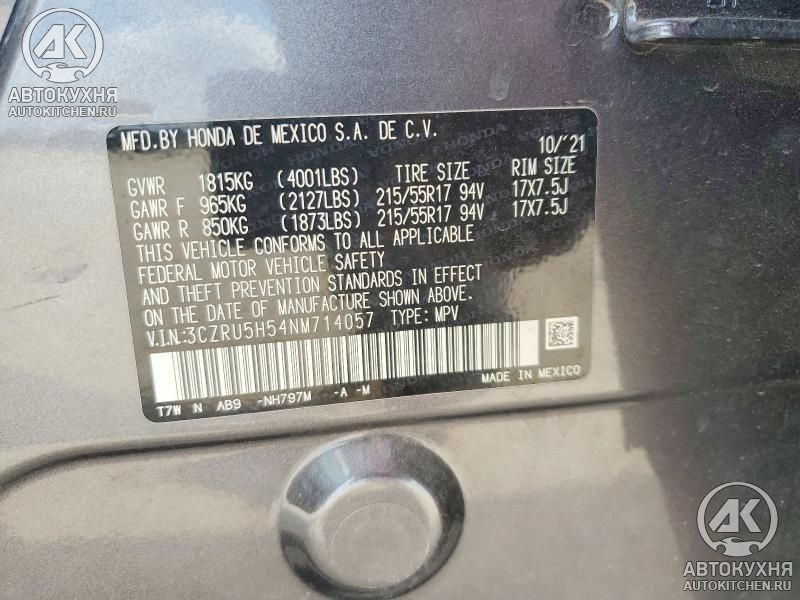 AK
АВТОКУХНЯ
AUTOKITCHEN.RU
MFD.BY HONDA DE MEXICO S.A. DE C.V.
10/'21
GVWR 1815KG (4001LBS) TIRE SIZE RIM SIZE
GAWR F 965KG (2127LBS) 215/55R17 94V 17X7.5J
GAWR R 850KG (1873LBS) 215/55R17 94V 17X7.5J
THIS VEHICLE CONFORMS TO ALL APPLICABLE
FEDERAL MOTOR VEHICLE SAFETY
AND THEFT PREVENTION STANDARDS IN EFFECT
ON THE DATE OF MANUFACTURE SHOWN ABOVE.
V.I.N.:3CZRU5H54NM714057 TYPE: MPV
T7W N AB9 -NH797M -A -M MADE IN MEXICO
AK
АВТОКУХНЯ
AUTOKITCHEN.RU